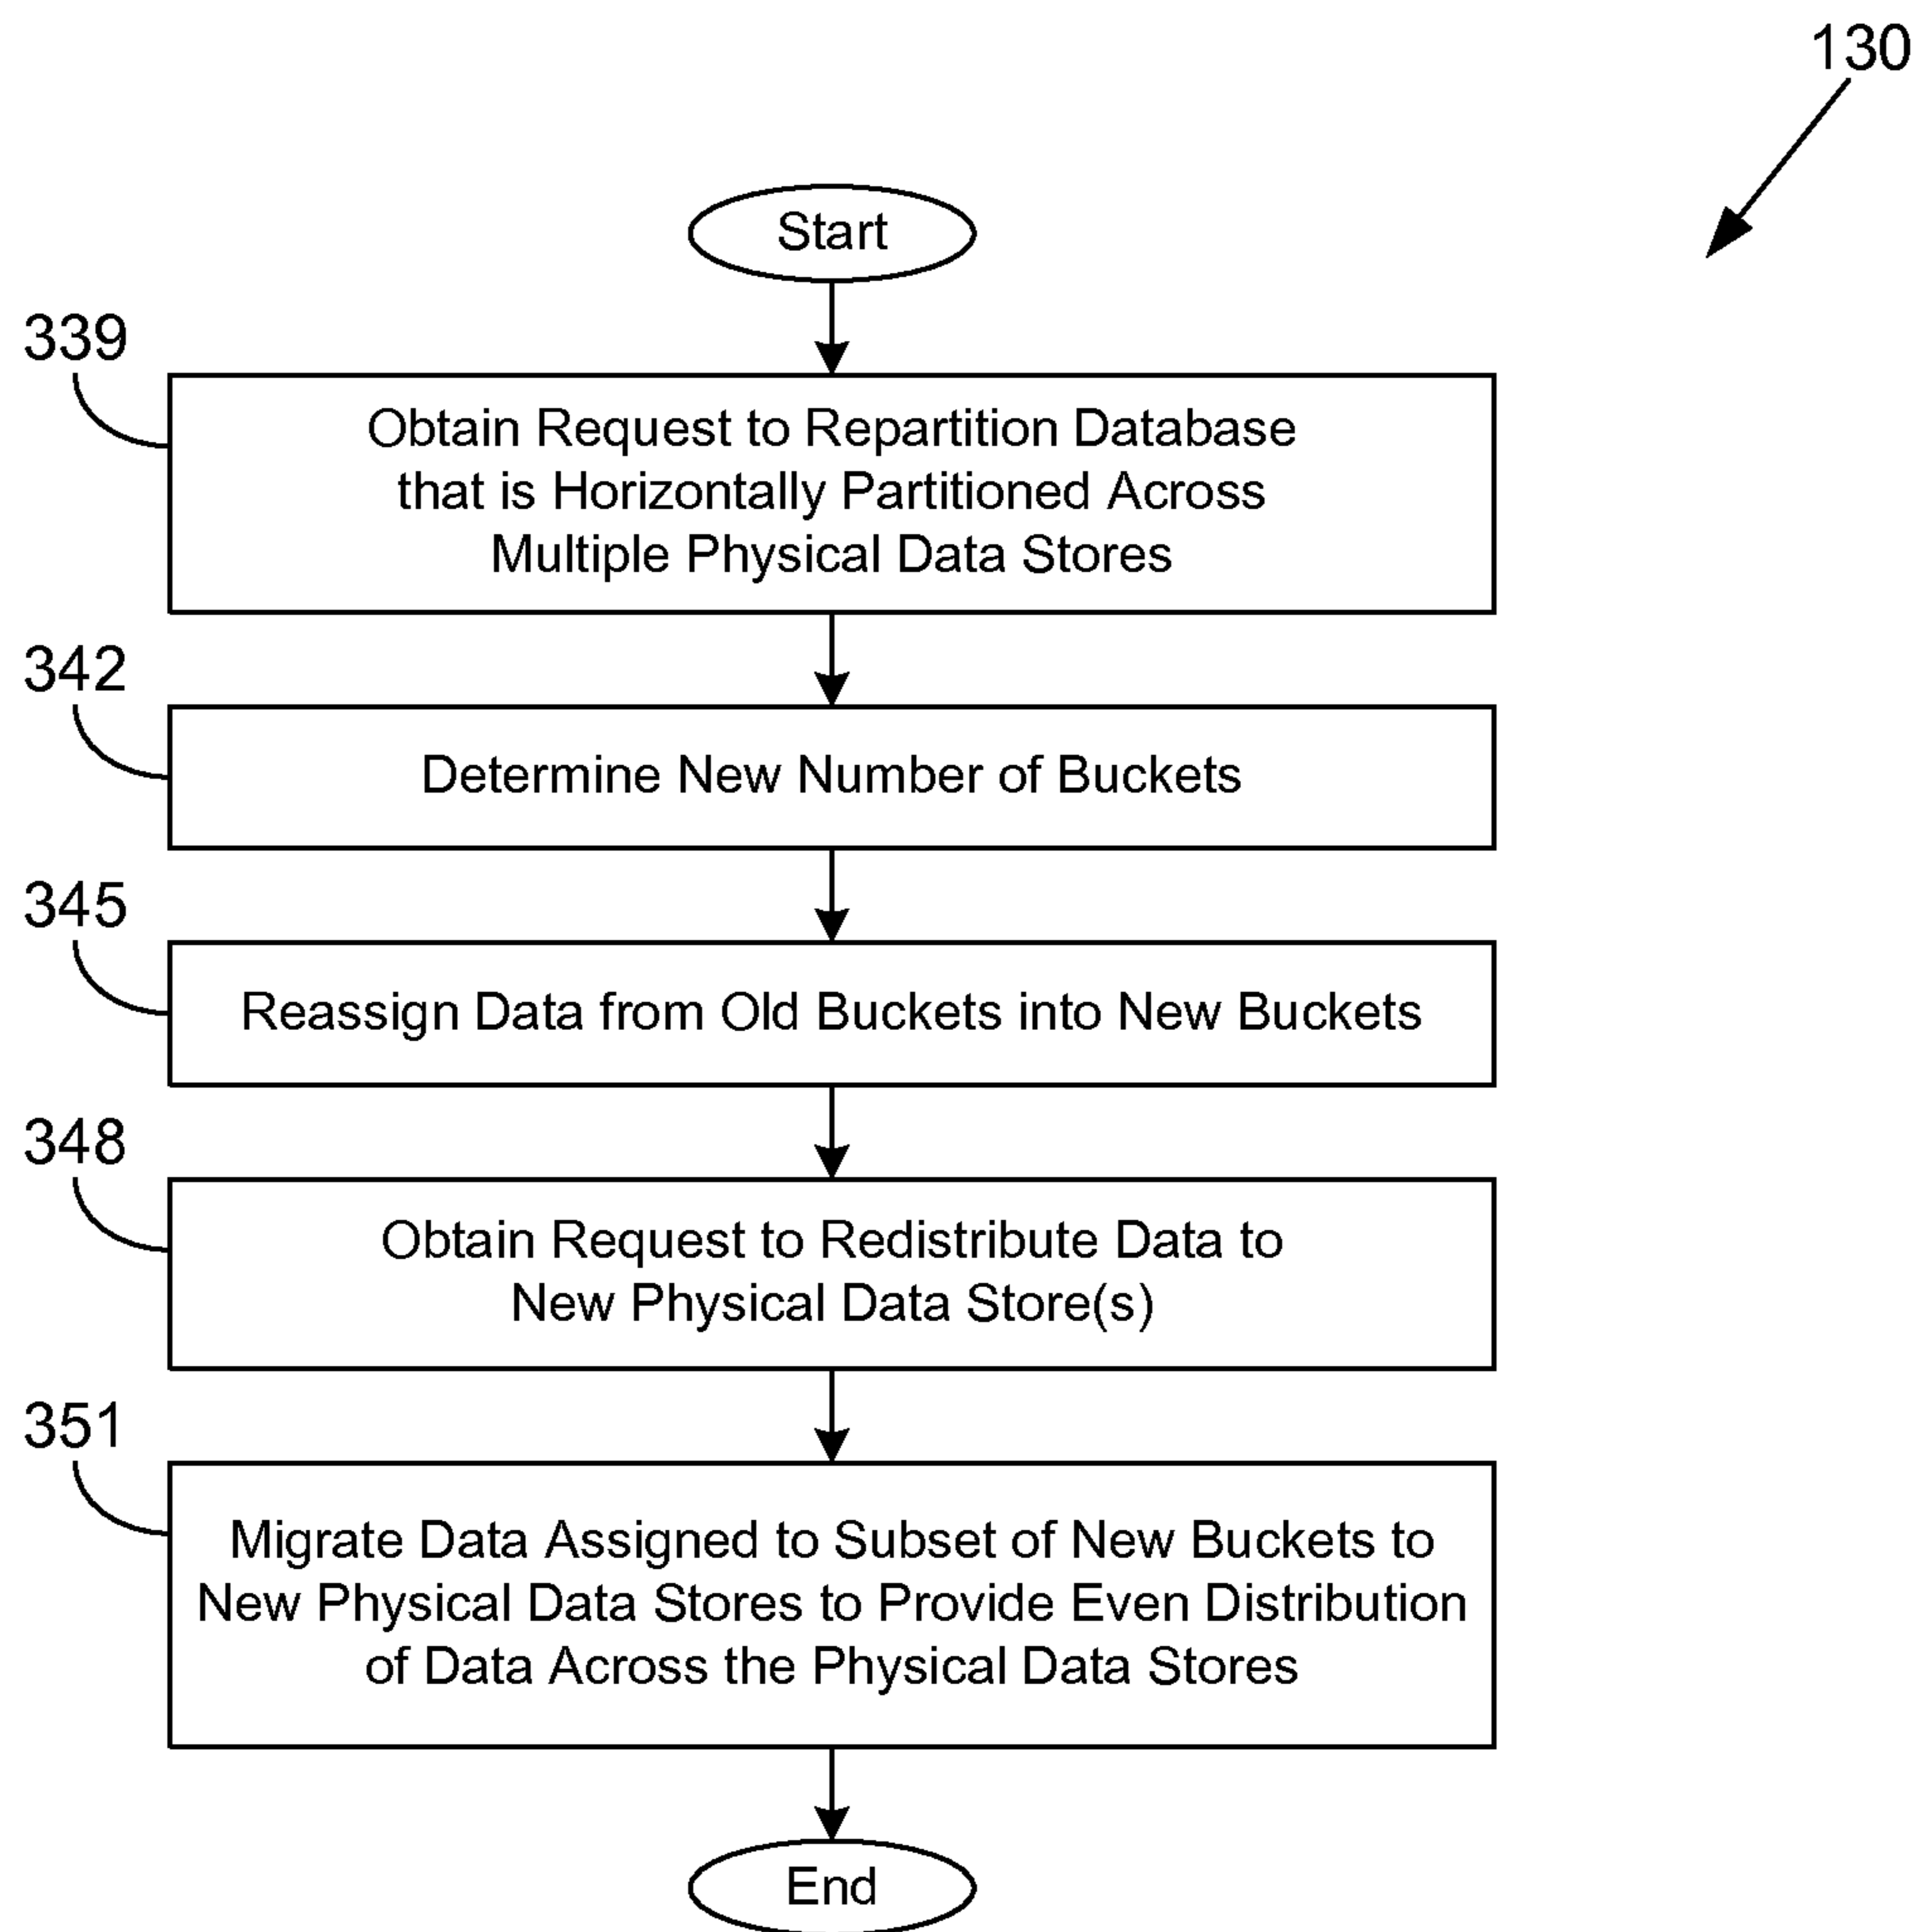 130
Start
339
Obtain Request to Repartition Database
that is Horizontally Partitioned Across
Multiple Physical Data Stores
342
Determine New Number of Buckets
345
Reassign Data from Old Buckets into New Buckets
348
Obtain Request to Redistribute Data to
New Physical Data Store(s)
351
Migrate Data Assigned to Subset of New Buckets to
New Physical Data Stores to Provide Even Distribution
of Data Across the Physical Data Stores
End